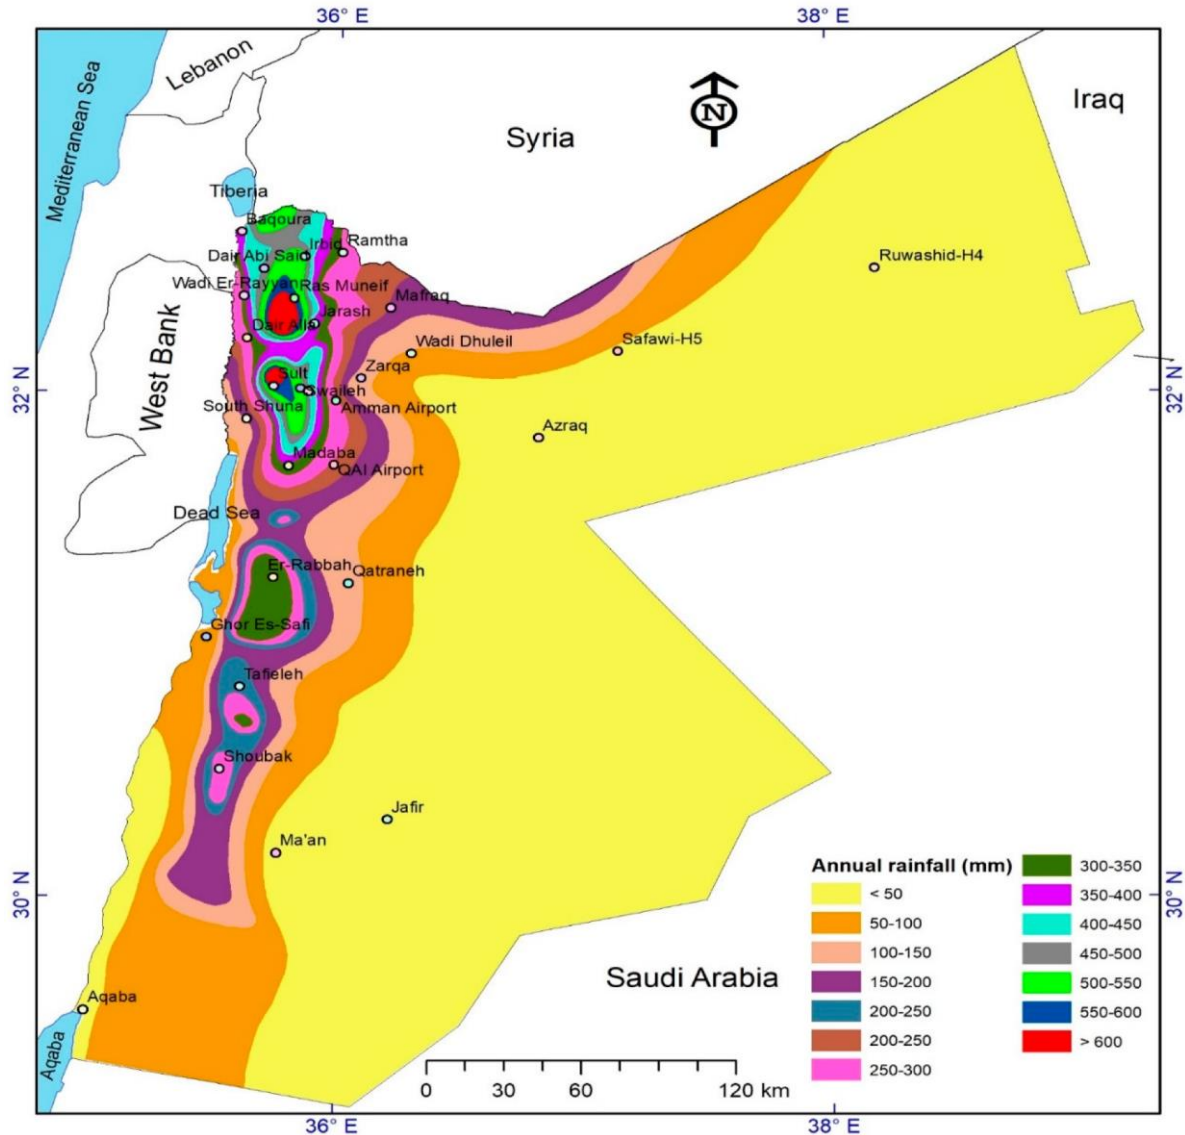 36° E
38° E
Lebanon
Mediterranean Sea
Iraq
N
Syria
Tiberia
Baqoura
Irbid
Ramtha
Dair Abi Said
Ruwashid-H4
Wadi Er-Rayyan
Ras Muneif
Mafraq
Jarash
Dair Alla
West Bank
Wadi Dhuleil
Safawi-H5
Zarqa
Sult
Swaileh
32° N
32° N
South Shuna
Amman Airport
Azraq
Madaba
QAI Airport
Dead Sea
Er-Rabbah
Qatraneh
Ghor Es-Safi
Tafieleh
Shoubak
Jafir
Ma'an
30° N
30° N
Saudi Arabia
Aqaba
Aqaba
Annual rainfall (mm)
< 50
50-100
100-150
150-200
200-250
200-250
250-300
300-350
350-400
400-450
450-500
500-550
550-600
> 600
0 30 60 120 km
36° E
38° E